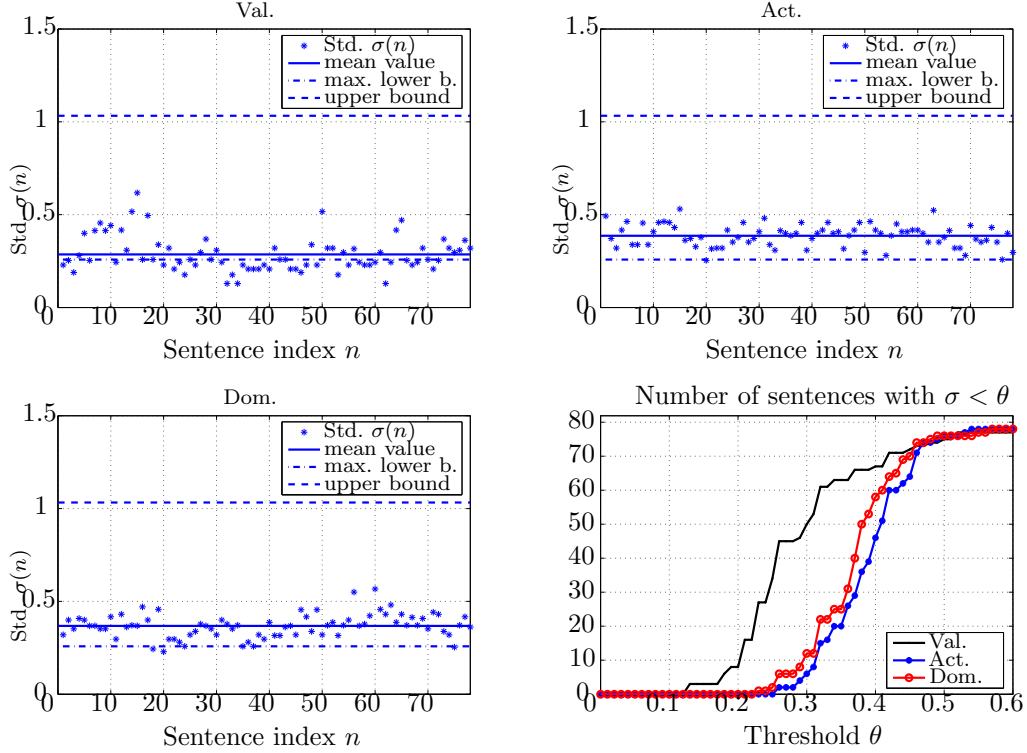 Val.
1.5
1
0.5
0
Std. σ(n)
Std. σ(n)
mean value
max. lower b.
upper bound
0 10 20 30 40 50 60 70
Sentence index n
Act.
1.5
1
0.5
0
Std. σ(n)
Std. σ(n)
mean value
max. lower b.
upper bound
0 10 20 30 40 50 60 70
Sentence index n
Dom.
1.5
1
0.5
0
Std. σ(n)
Std. σ(n)
mean value
max. lower b.
upper bound
0 10 20 30 40 50 60 70
Sentence index n
Number of sentences with σ < θ
80
70
60
50
40
30
20
10
0
Val.
Act.
Dom.
0 0.1 0.2 0.3 0.4 0.5 0.6
Threshold θ